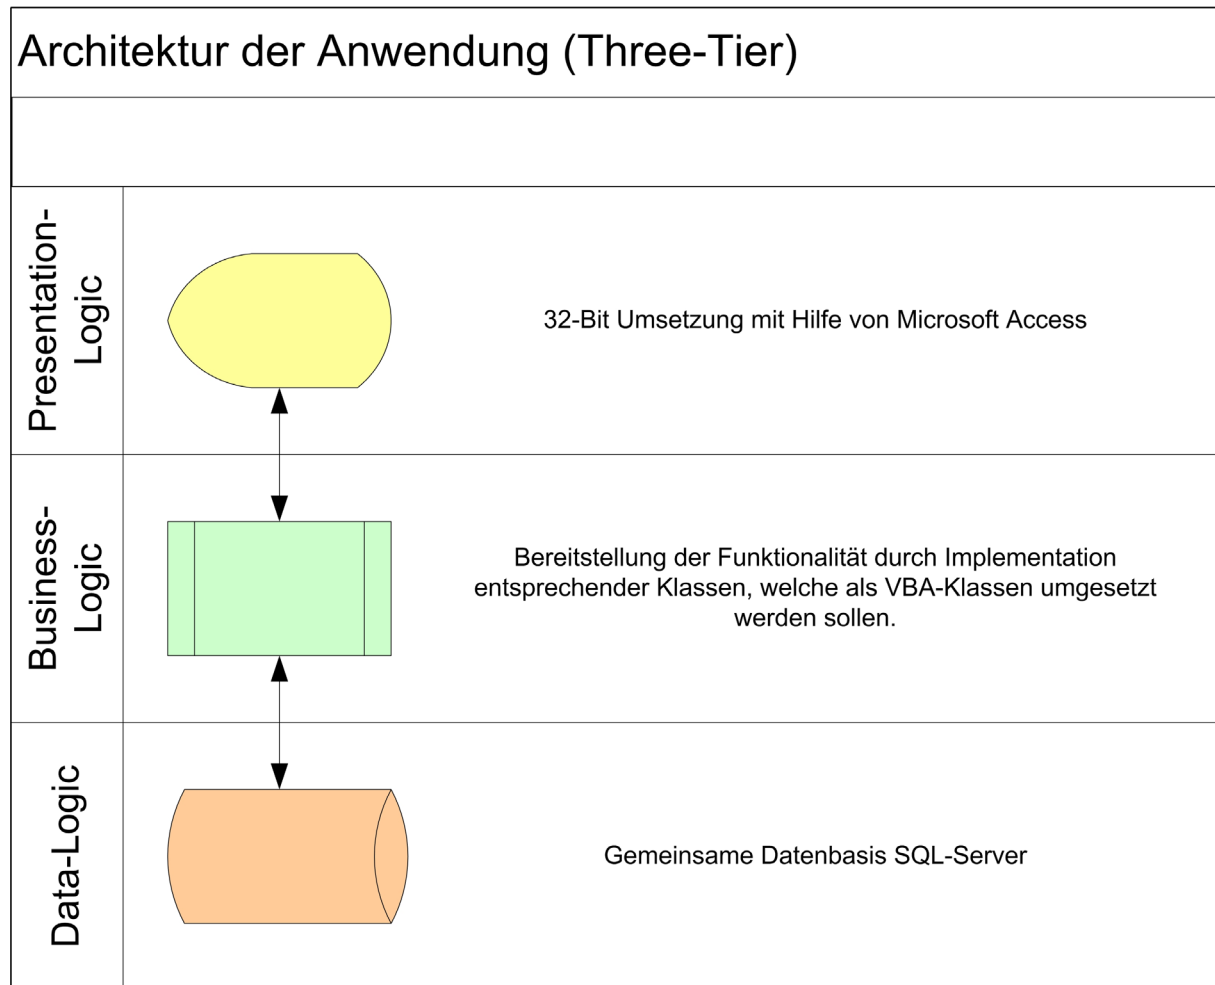 Architektur der Anwendung (Three-Tier)
Presentation-
Logic
32-Bit Umsetzung mit Hilfe von Microsoft Access
Business-
Logic
Bereitstellung der Funktionalität durch Implementation
entsprechender Klassen, welche als VBA-Klassen umgesetzt
werden sollen.
Data-Logic
Gemeinsame Datenbasis SQL-Server